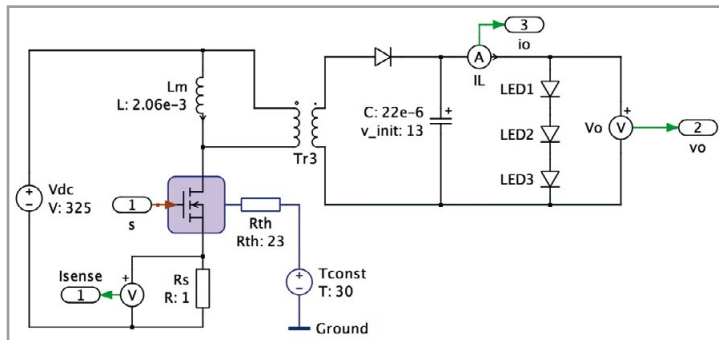 3
io
A
IL
Lm
L: 2.06e-3
Tr3
C: 22e-6
v_init: 13
+
LED1
LED2
LED3
Vo
+
V
2
vo
Vdc
V: 325
+
−
1
s
Rth
Rth: 23
Isense
1
+
V
Rs
R: 1
+
−
Tconst
T: 30
Ground